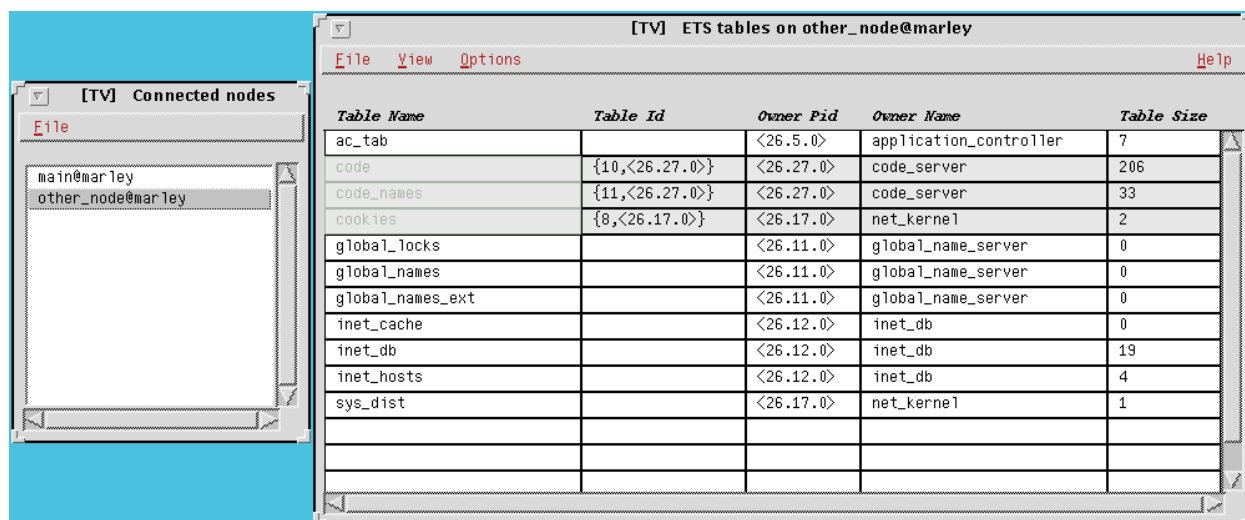 [TV] Connected nodes
File
main@marley
other_node@marley
[TV] ETS tables on other_node@marley
File View Options Help
Table Name Table Id Owner Pid Owner Name Table Size
ac_tab <26.5.0> application_controller 7
code {10,<26.27.0>} <26.27.0> code_server 206
code_names {11,<26.27.0>} <26.27.0> code_server 33
cookies {8,<26.17.0>} <26.17.0> net_kernel 2
global_locks <26.11.0> global_name_server 0
global_names <26.11.0> global_name_server 0
global_names_ext <26.11.0> global_name_server 0
inet_cache <26.12.0> inet_db 0
inet_db <26.12.0> inet_db 19
inet_hosts <26.12.0> inet_db 4
sys_dist <26.17.0> net_kernel 1